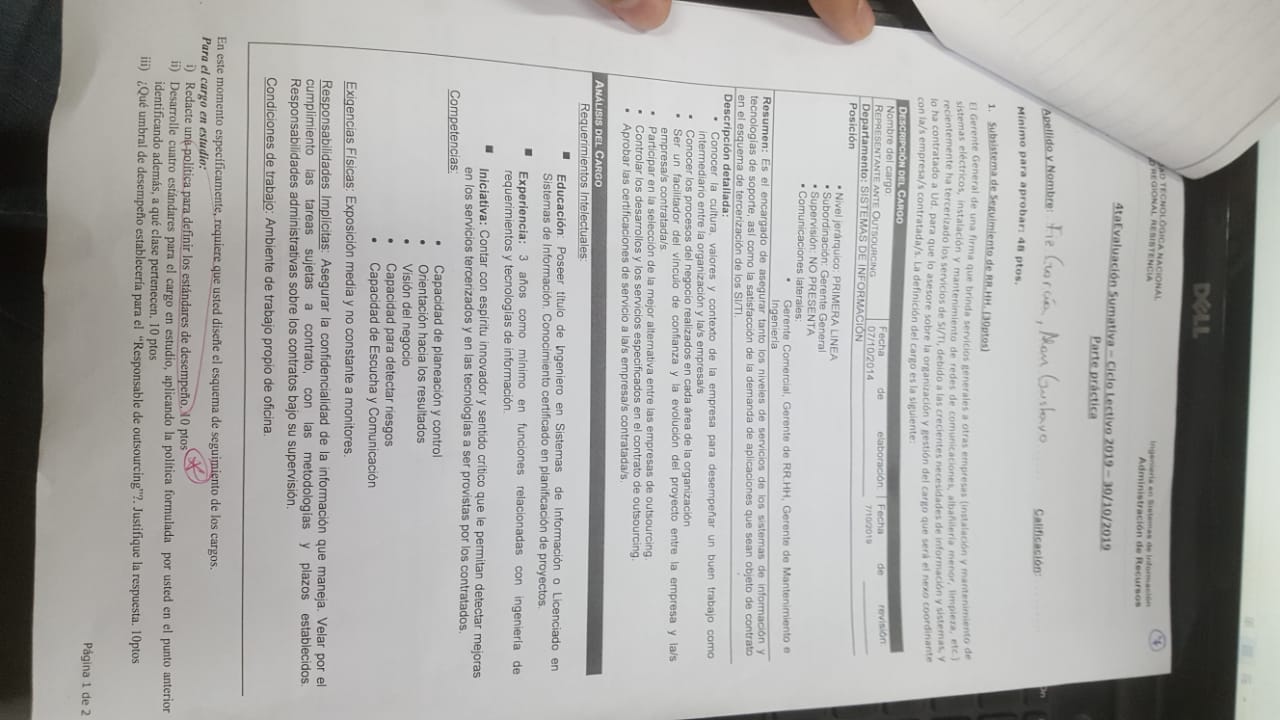 DELL
AD TECNOLÓGICA NACIONAL
REGIONAL RESISTENCIA
Ingeniería en Sistemas de Información
Administración de Recursos
4taEvaluación Sumativa – Ciclo Lectivo 2019 – 30/10/2019
Parte práctica
Apellido y Nombre:
Calificación:
Mínimo para aprobar: 48 ptos.
1. Subsistema de Seguimiento de RR.HH. (30ptos)
El Gerente General de una firma que brinda servicios generales a otras empresas (instalación y mantenimiento de
sistemas eléctricos, instalación y mantenimiento de redes de comunicaciones, albañilería menor, limpieza, etc.)
recientemente ha tercerizado los servicios de SI/TI, debido a las crecientes necesidades de información y sistemas, y
lo ha contratado a Ud. para que lo asesore sobre la organización y gestión del cargo que será el nexo coordinante
con la/s empresa/s contratada/s. La definición del cargo es la siguiente:
DESCRIPCIÓN DEL CARGO
Nombre del cargo: Fecha de elaboración Fecha de revisión:
REPRESENTANTE ANTE OUTSOURCING 07/10/2014 7/10/2019
Departamento: SISTEMAS DE INFORMACIÓN
Posición
• Nivel jerárquico: PRIMERA LINEA
• Subordinación: Gerente General
• Supervisión: NO PRESENTA
• Comunicaciones laterales:
• Gerente Comercial, Gerente de RR.HH, Gerente de Mantenimiento e
Ingeniería
Resumen: Es el encargado de asegurar tanto los niveles de servicios de los sistemas de información y
tecnologías de soporte, así como la satisfacción de la demanda de aplicaciones que sean objeto de contrato
en el esquema de tercerización de los SI/TI.
Descripción detallada:
• Conocer la cultura, valores y contexto de la empresa para desempeñar un buen trabajo como
intermediario entre la organización y la/s empresa/s
• Conocer los procesos del negocio realizados en cada área de la organización
• Ser un facilitador del vínculo de confianza y la evolución del proyecto entre la empresa y la/s
empresa/s contratada/s.
• Participar en la selección de la mejor alternativa entre las empresas de outsourcing.
• Controlar los desarrollos y los servicios especificados en el contrato de outsourcing.
• Aprobar las certificaciones de servicio a la/s empresa/s contratada/s.
ANÁLISIS DEL CARGO
Requerimientos Intelectuales:
■ Educación: Poseer título de Ingeniero en Sistemas de Información o Licenciado en
Sistemas de Información Conocimiento certificado en planificación de proyectos.
■ Experiencia: 3 años como mínimo en funciones relacionadas con ingeniería de
requerimientos y tecnologías de información.
■ Iniciativa: Contar con espíritu innovador y sentido crítico que le permitan detectar mejoras
en los servicios tercerizados y en las tecnologías a ser provistas por los contratados.
Competencias:
• Capacidad de planeación y control
• Orientación hacia los resultados
• Visión del negocio
• Capacidad para detectar riesgos
• Capacidad de Escucha y Comunicación
Exigencias Físicas: Exposición media y no constante a monitores.
Responsabilidades Implícitas: Asegurar la confidencialidad de la información que maneja. Velar por el
cumplimiento las tareas sujetas a contrato, con las metodologías y plazos establecidos.
Responsabilidades administrativas sobre los contratos bajo su supervisión.
Condiciones de trabajo: Ambiente de trabajo propio de oficina.
En este momento específicamente, requiere que usted diseñe el esquema de seguimiento de los cargos.
Para el cargo en estudio:
i) Redacte una política para definir los estándares de desempeño. 10 ptos
ii) Desarrolle cuatro estándares para el cargo en estudio, aplicando la política formulada por usted en el punto anterior
identificando además, a que clase pertenecen. 10 ptos
iii) ¿Qué umbral de desempeño establecería para el "Responsable de outsourcing"?. Justifique la respuesta. 10ptos
Página 1 de 2